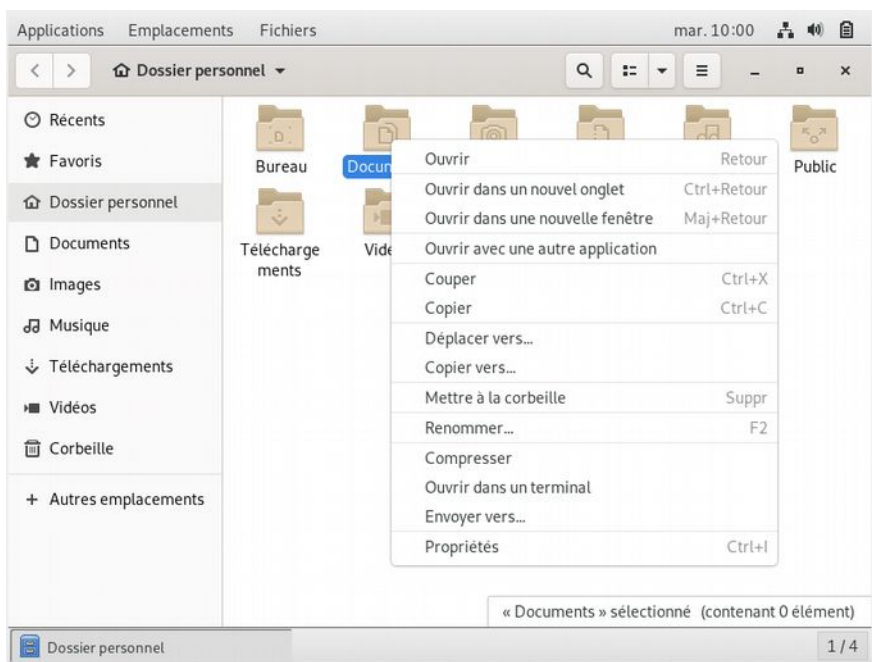 Applications Emplacements Fichiers mar. 10:00
Dossier personnel
Récents
Favoris
Dossier personnel
Documents
Images
Musique
Téléchargements
Vidéos
Corbeille
+ Autres emplacements
Bureau Docum Public
Télécharge
ments
Vidé
Ouvrir Retour
Ouvrir dans un nouvel onglet Ctrl+Retour
Ouvrir dans une nouvelle fenêtre Maj+Retour
Ouvrir avec une autre application
Couper Ctrl+X
Copier Ctrl+C
Déplacer vers...
Copier vers...
Mettre à la corbeille Suppr
Renommer... F2
Compresser
Ouvrir dans un terminal
Envoyer vers...
Propriétés Ctrl+I
« Documents » sélectionné (contenant 0 élément)
Dossier personnel 1 / 4